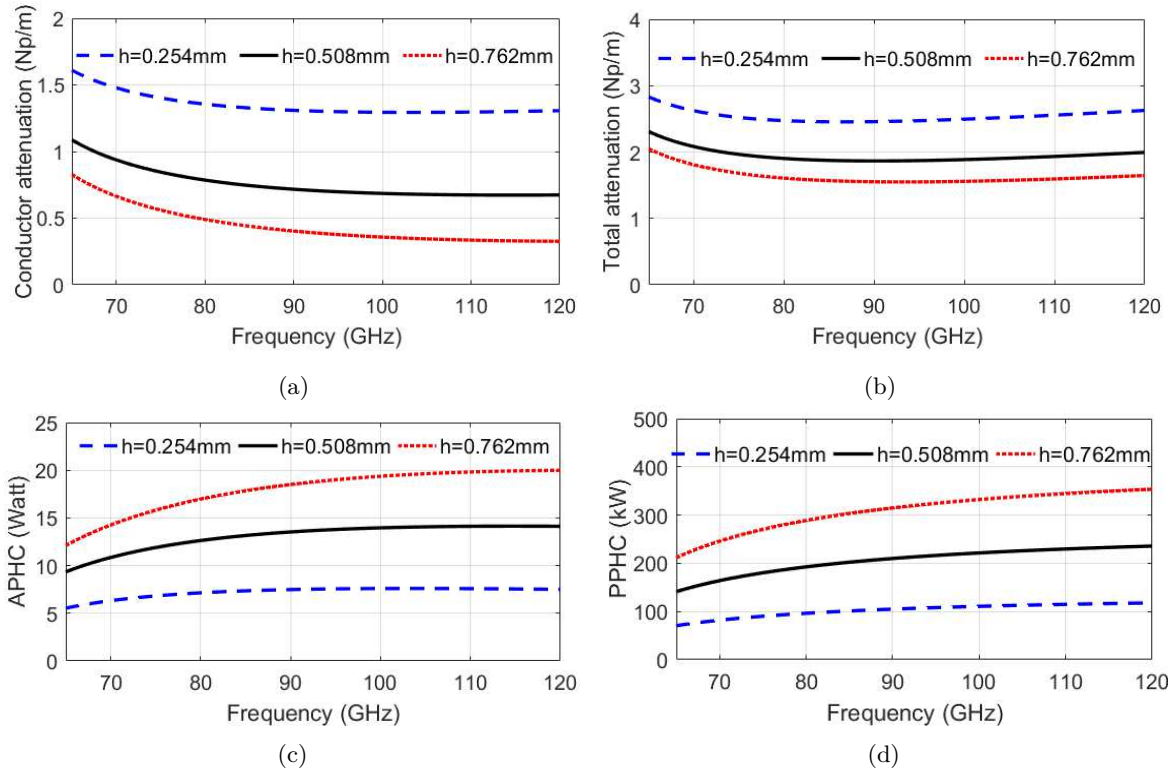 Conductor attenuation (Np/m)
2
1.5
1
0.5
0
h=0.254mm h=0.508mm h=0.762mm
70 80 90 100 110 120
Frequency (GHz)
(a)
Total attenuation (Np/m)
4
3
2
1
0
h=0.254mm h=0.508mm h=0.762mm
70 80 90 100 110 120
Frequency (GHz)
(b)
APHC (Watt)
25
20
15
10
5
0
h=0.254mm h=0.508mm h=0.762mm
70 80 90 100 110 120
Frequency (GHz)
(c)
PPHC (kW)
500
400
300
200
100
0
h=0.254mm h=0.508mm h=0.762mm
70 80 90 100 110 120
Frequency (GHz)
(d)